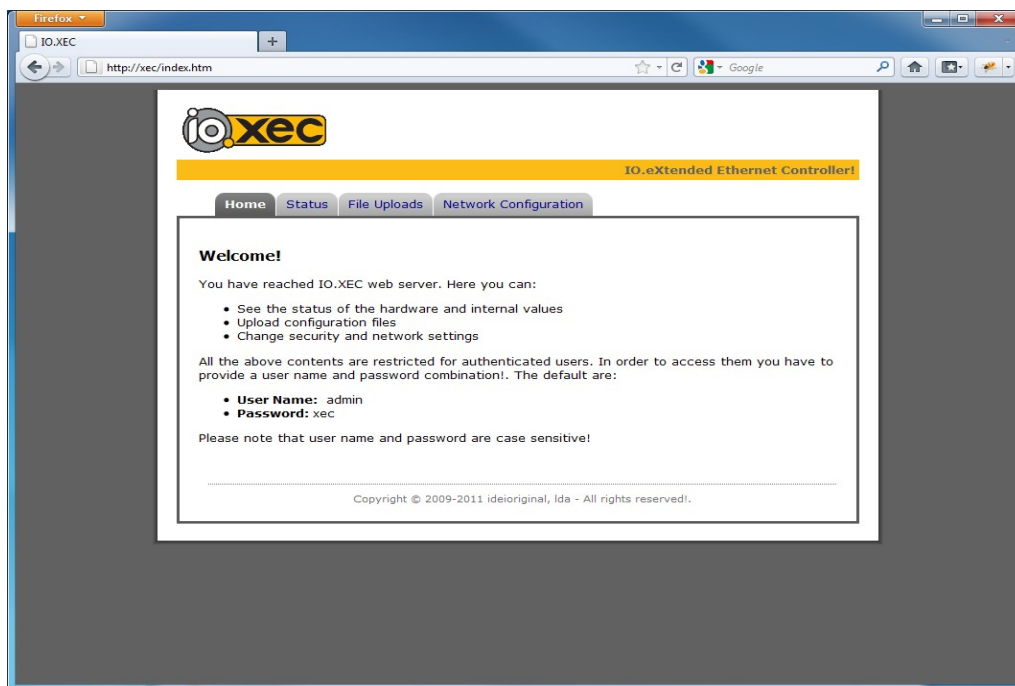 Firefox
IO.XEC
http://xec/index.htm
Google
io.xec
IO.eXtended Ethernet Controller!
Home Status File Uploads Network Configuration
Welcome!
You have reached IO.XEC web server. Here you can:
• See the status of the hardware and internal values
• Upload configuration files
• Change security and network settings
All the above contents are restricted for authenticated users. In order to access them you have to
provide a user name and password combination!. The default are:
• User Name: admin
• Password: xec
Please note that user name and password are case sensitive!
Copyright © 2009-2011 ideioriginal, lda - All rights reserved!.